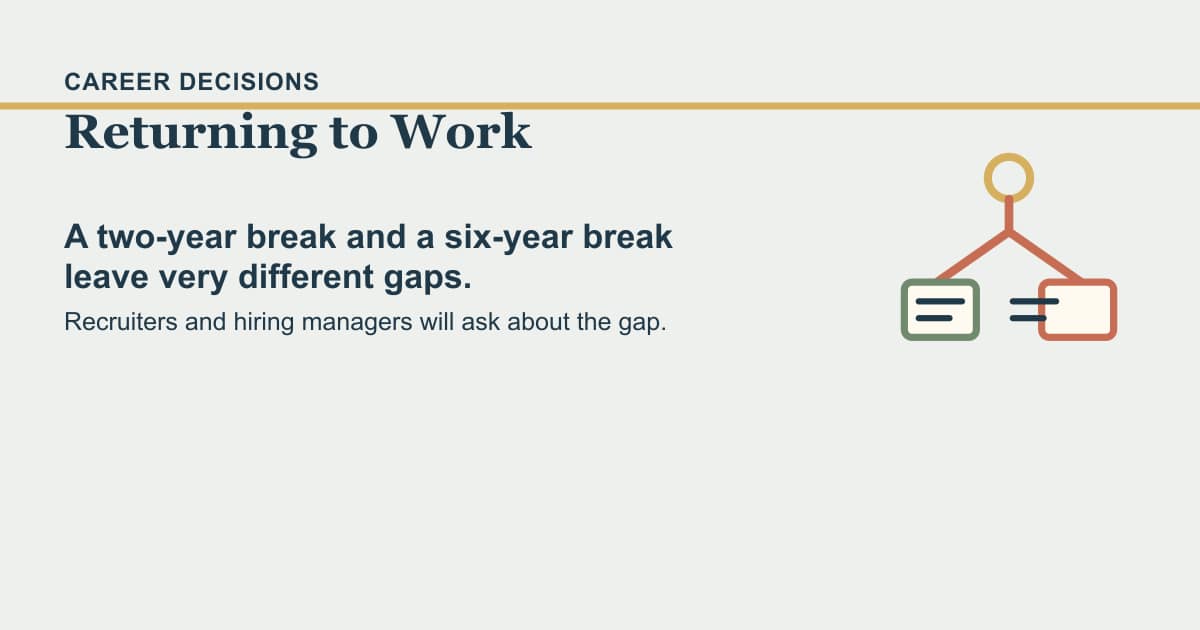 CAREER DECISIONS
Returning to Work
A two-year break and a six-year break
leave very different gaps.
Recruiters and hiring managers will ask about the gap.